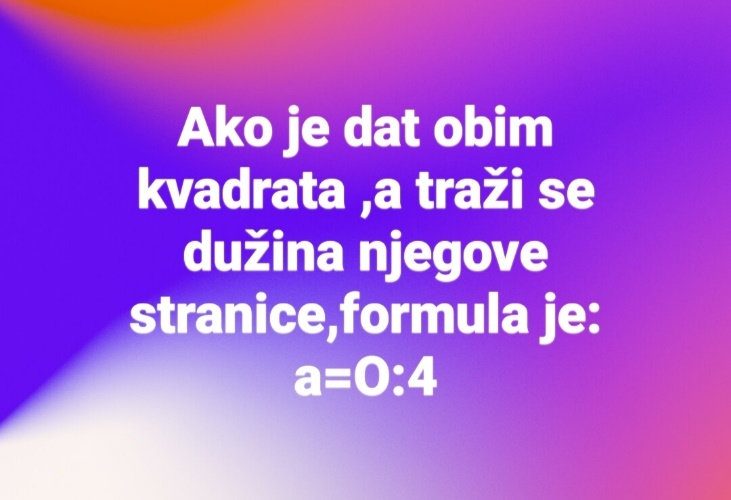 Ako je dat obim
kvadrata ,a traži se
dužina njegove
stranice,formula je:
a=O:4